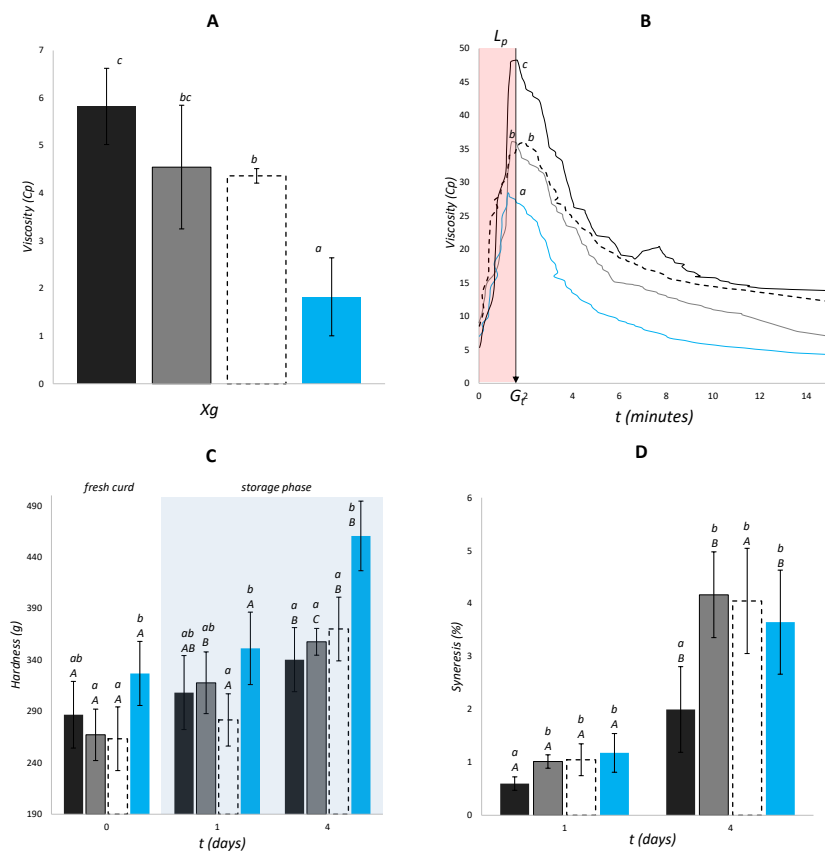 A
Viscosity (Cp)
7
6
5
4
3
2
1
0
c
bc
b
a
Xg
B
L_p
Viscosity (Cp)
50
45
40
35
30
25
20
15
10
5
0
c
b
b
a
0
2
4
6
8
10
12
14
G_t
t (minutes)
C
fresh curd
storage phase
Hardness (g)
490
440
390
340
290
240
190
ab
A
a
A
a
A
b
A
ab
AB
ab
B
a
A
b
A
a
B
a
C
a
B
b
B
0
1
4
t (days)
D
Syneresis (%)
6
5
4
3
2
1
0
a
A
b
A
b
A
b
A
a
B
b
B
b
A
b
B
1
4
t (days)